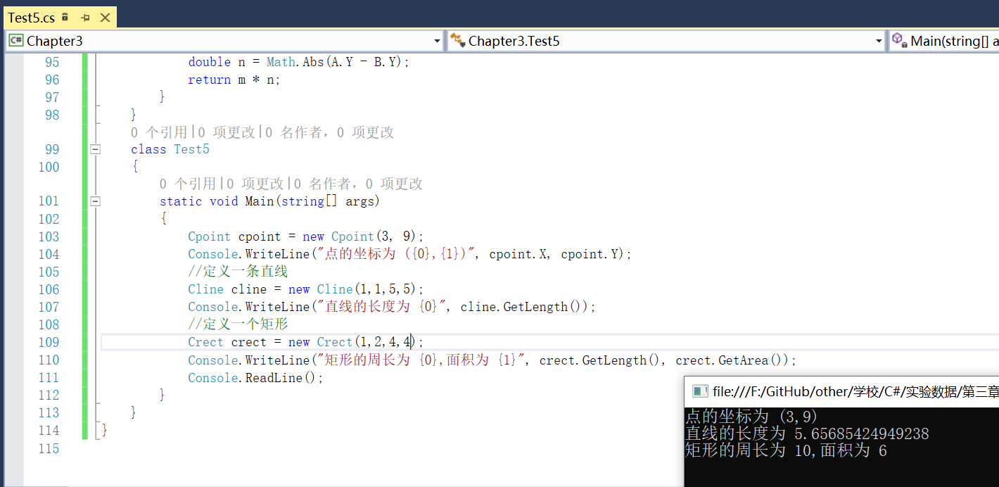 Test5.cs
C# Chapter3 Chapter3.Test5 Main(string[] a
95 double n = Math.Abs(A.Y - B.Y);
96 return m * n;
97 }
98 }
0 个引用|0 项更改|0 名作者, 0 项更改
99 class Test5
100 {
0 个引用|0 项更改|0 名作者, 0 项更改
101 static void Main(string[] args)
102 {
103 Cpoint cpoint = new Cpoint(3, 9);
104 Console.WriteLine("点的坐标为 ({0},{1})", cpoint.X, cpoint.Y);
105 //定义一条直线
106 Cline cline = new Cline(1,1,5,5);
107 Console.WriteLine("直线的长度为 {0}", cline.GetLength());
108 //定义一个矩形
109 Crect crect = new Crect(1,2,4,4);
110 Console.WriteLine("矩形的周长为 {0},面积为 {1}", crect.GetLength(), crect.GetArea());
111 Console.ReadLine();
112 }
113 }
114 }
115
file:///F:/GitHub/other/学校/C#/实验数据/第三章
点的坐标为 (3,9)
直线的长度为 5.65685424949238
矩形的周长为 10,面积为 6